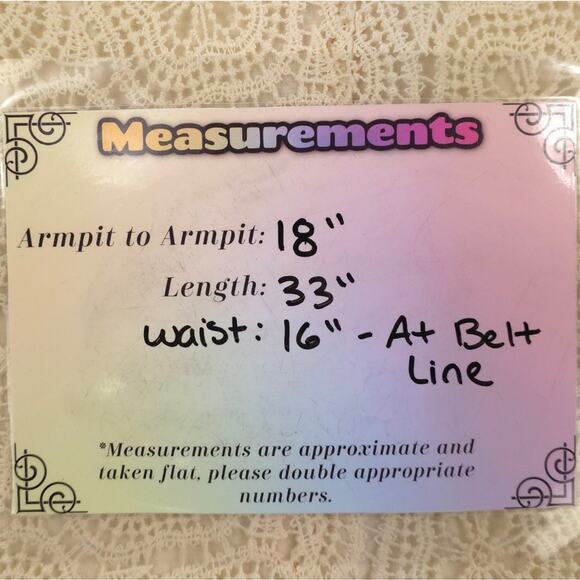 Measurements
Armpit to Armpit: 18"
Length: 33"
waist: 16" - At Belt
Line
*Measurements are approximate and
taken flat, please double appropriate
numbers.